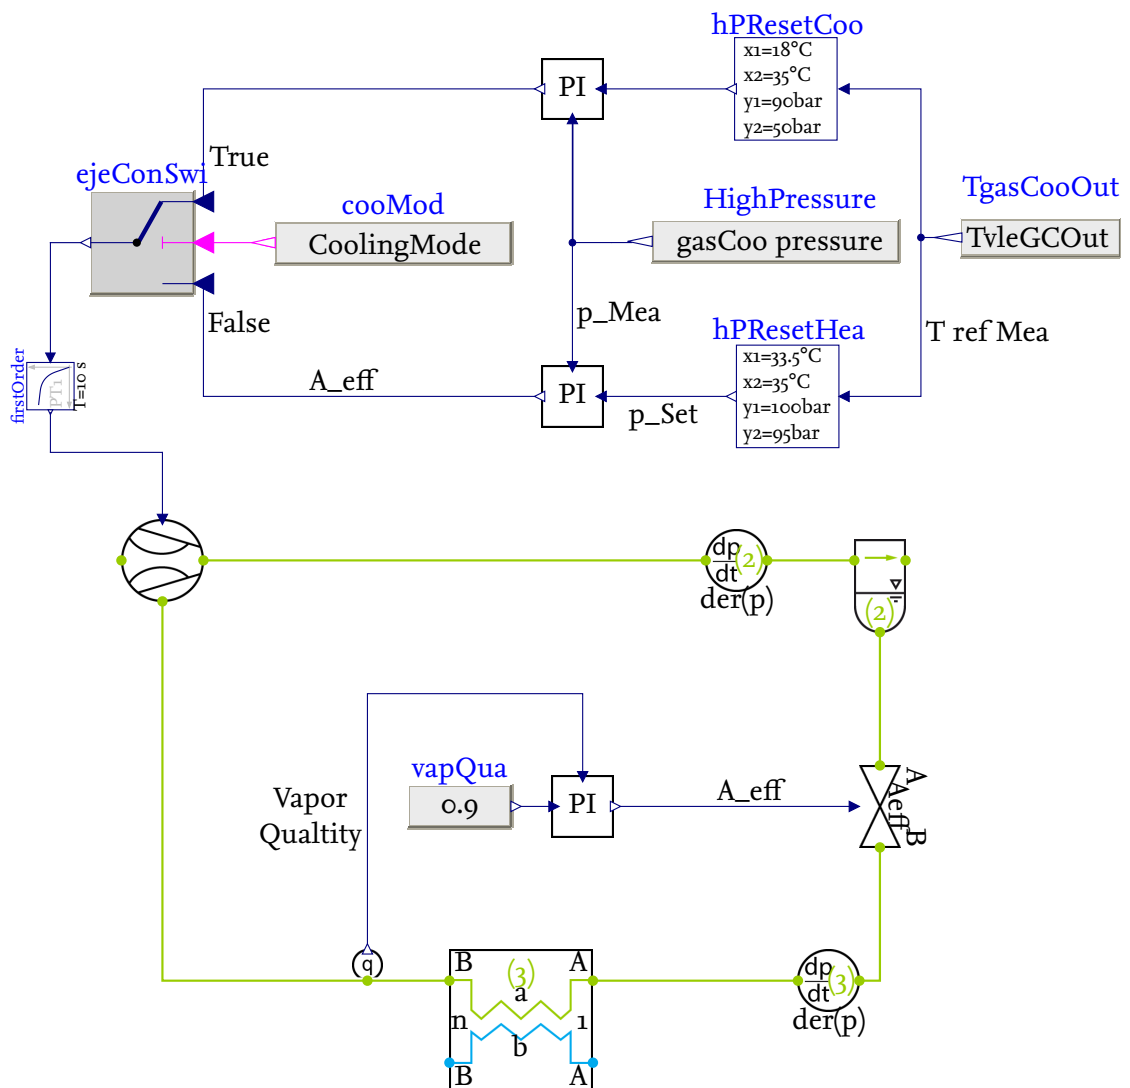 hPResetCoo
x1=18°C
x2=35°C
y1=90bar
y2=50bar
PI
True
ejeConSwi
cooMod
CoolingMode
HighPressure
gasCoo pressure
TgasCooOut
TvleGCOut
False
p_Mea
hPResetHea
T ref Mea
x1=33.5°C
x2=35°C
y1=100bar
y2=95bar
PI
A_eff
p_Set
firstOrder
PT1
T=10 s
dp
dt
(2)
der(p)
(2)
vapQua
0.9
PI
A_eff
Vapor
Qualtity
A
Aeff
B
q
B
(3)
A
a
n
1
b
B
A
dp
dt
(3)
der(p)